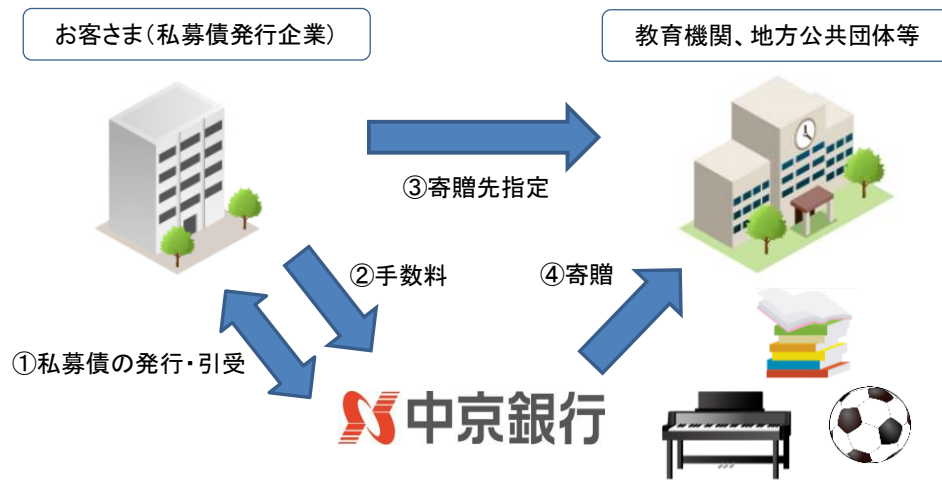 お客さま(私募債発行企業)
教育機関、地方公共団体等
③寄贈先指定
②手数料
④寄贈
①私募債の発行・引受
中京銀行